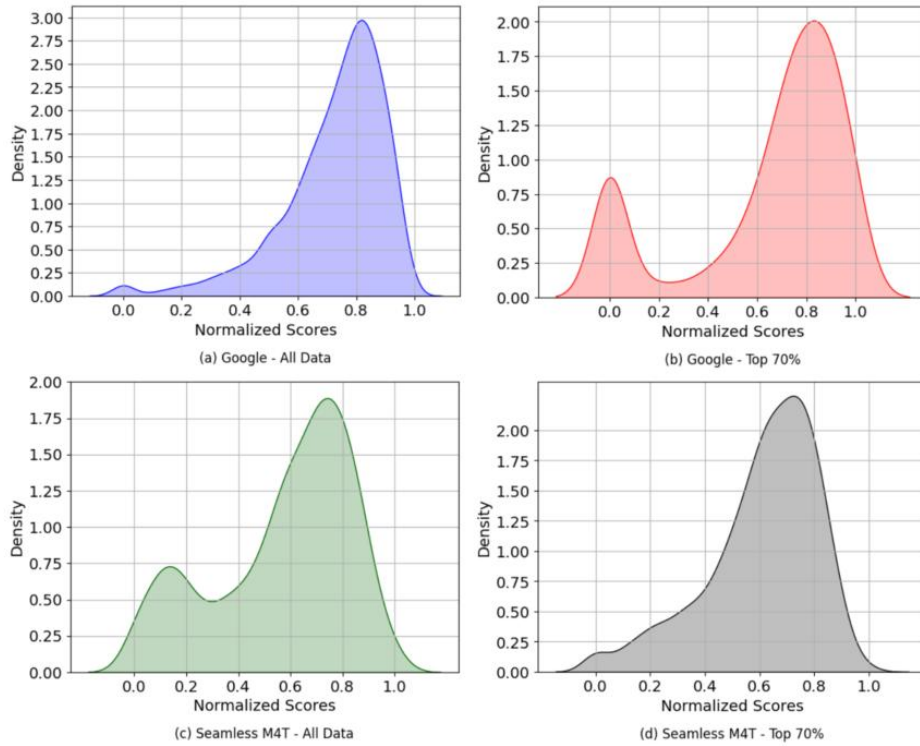 3.00
2.75
2.50
2.25
2.00
1.75
1.50
1.25
1.00
0.75
0.50
0.25
0.00
Density
0.0 0.2 0.4 0.6 0.8 1.0
Normalized Scores
(a) Google - All Data
2.00
1.75
1.50
1.25
1.00
0.75
0.50
0.25
0.00
Density
0.0 0.2 0.4 0.6 0.8 1.0
Normalized Scores
(b) Google - Top 70%
2.00
1.75
1.50
1.25
1.00
0.75
0.50
0.25
0.00
Density
0.0 0.2 0.4 0.6 0.8 1.0
Normalized Scores
(c) Seamless M4T - All Data
2.00
1.75
1.50
1.25
1.00
0.75
0.50
0.25
0.00
Density
0.0 0.2 0.4 0.6 0.8 1.0
Normalized Scores
(d) Seamless M4T - Top 70%